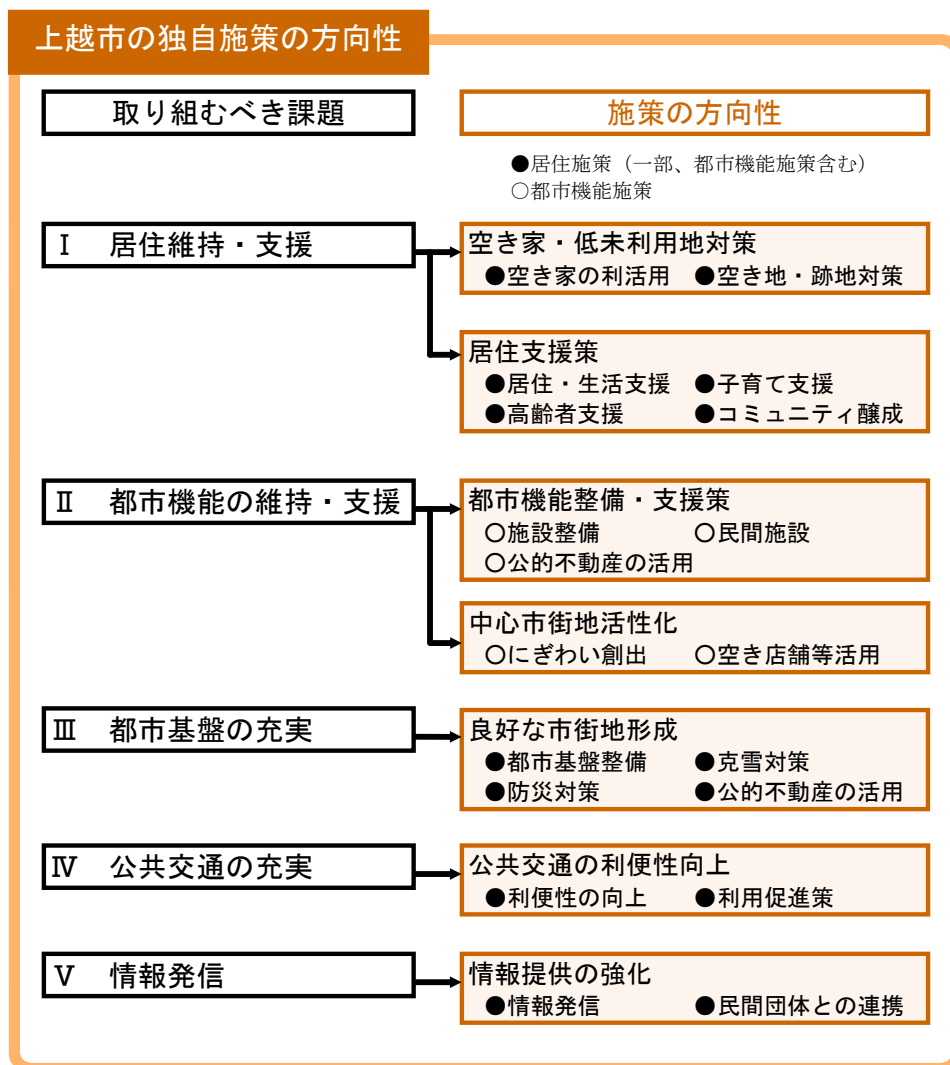 上越市の独自施策の方向性
取り組むべき課題
施策の方向性
●居住施策（一部、都市機能施策含む）
○都市機能施策
Ⅰ 居住維持・支援
空き家・低未利用地対策
●空き家の利活用 ●空き地・跡地対策
居住支援策
●居住・生活支援 ●子育て支援
●高齢者支援 ●コミュニティ醸成
Ⅱ 都市機能の維持・支援
都市機能整備・支援策
○施設整備 ○民間施設
○公的不動産の活用
中心市街地活性化
○にぎわい創出 ○空き店舗等活用
Ⅲ 都市基盤の充実
良好な市街地形成
●都市基盤整備 ●克雪対策
●防災対策 ●公的不動産の活用
Ⅳ 公共交通の充実
公共交通の利便性向上
●利便性の向上 ●利用促進策
Ⅴ 情報発信
情報提供の強化
●情報発信 ●民間団体との連携